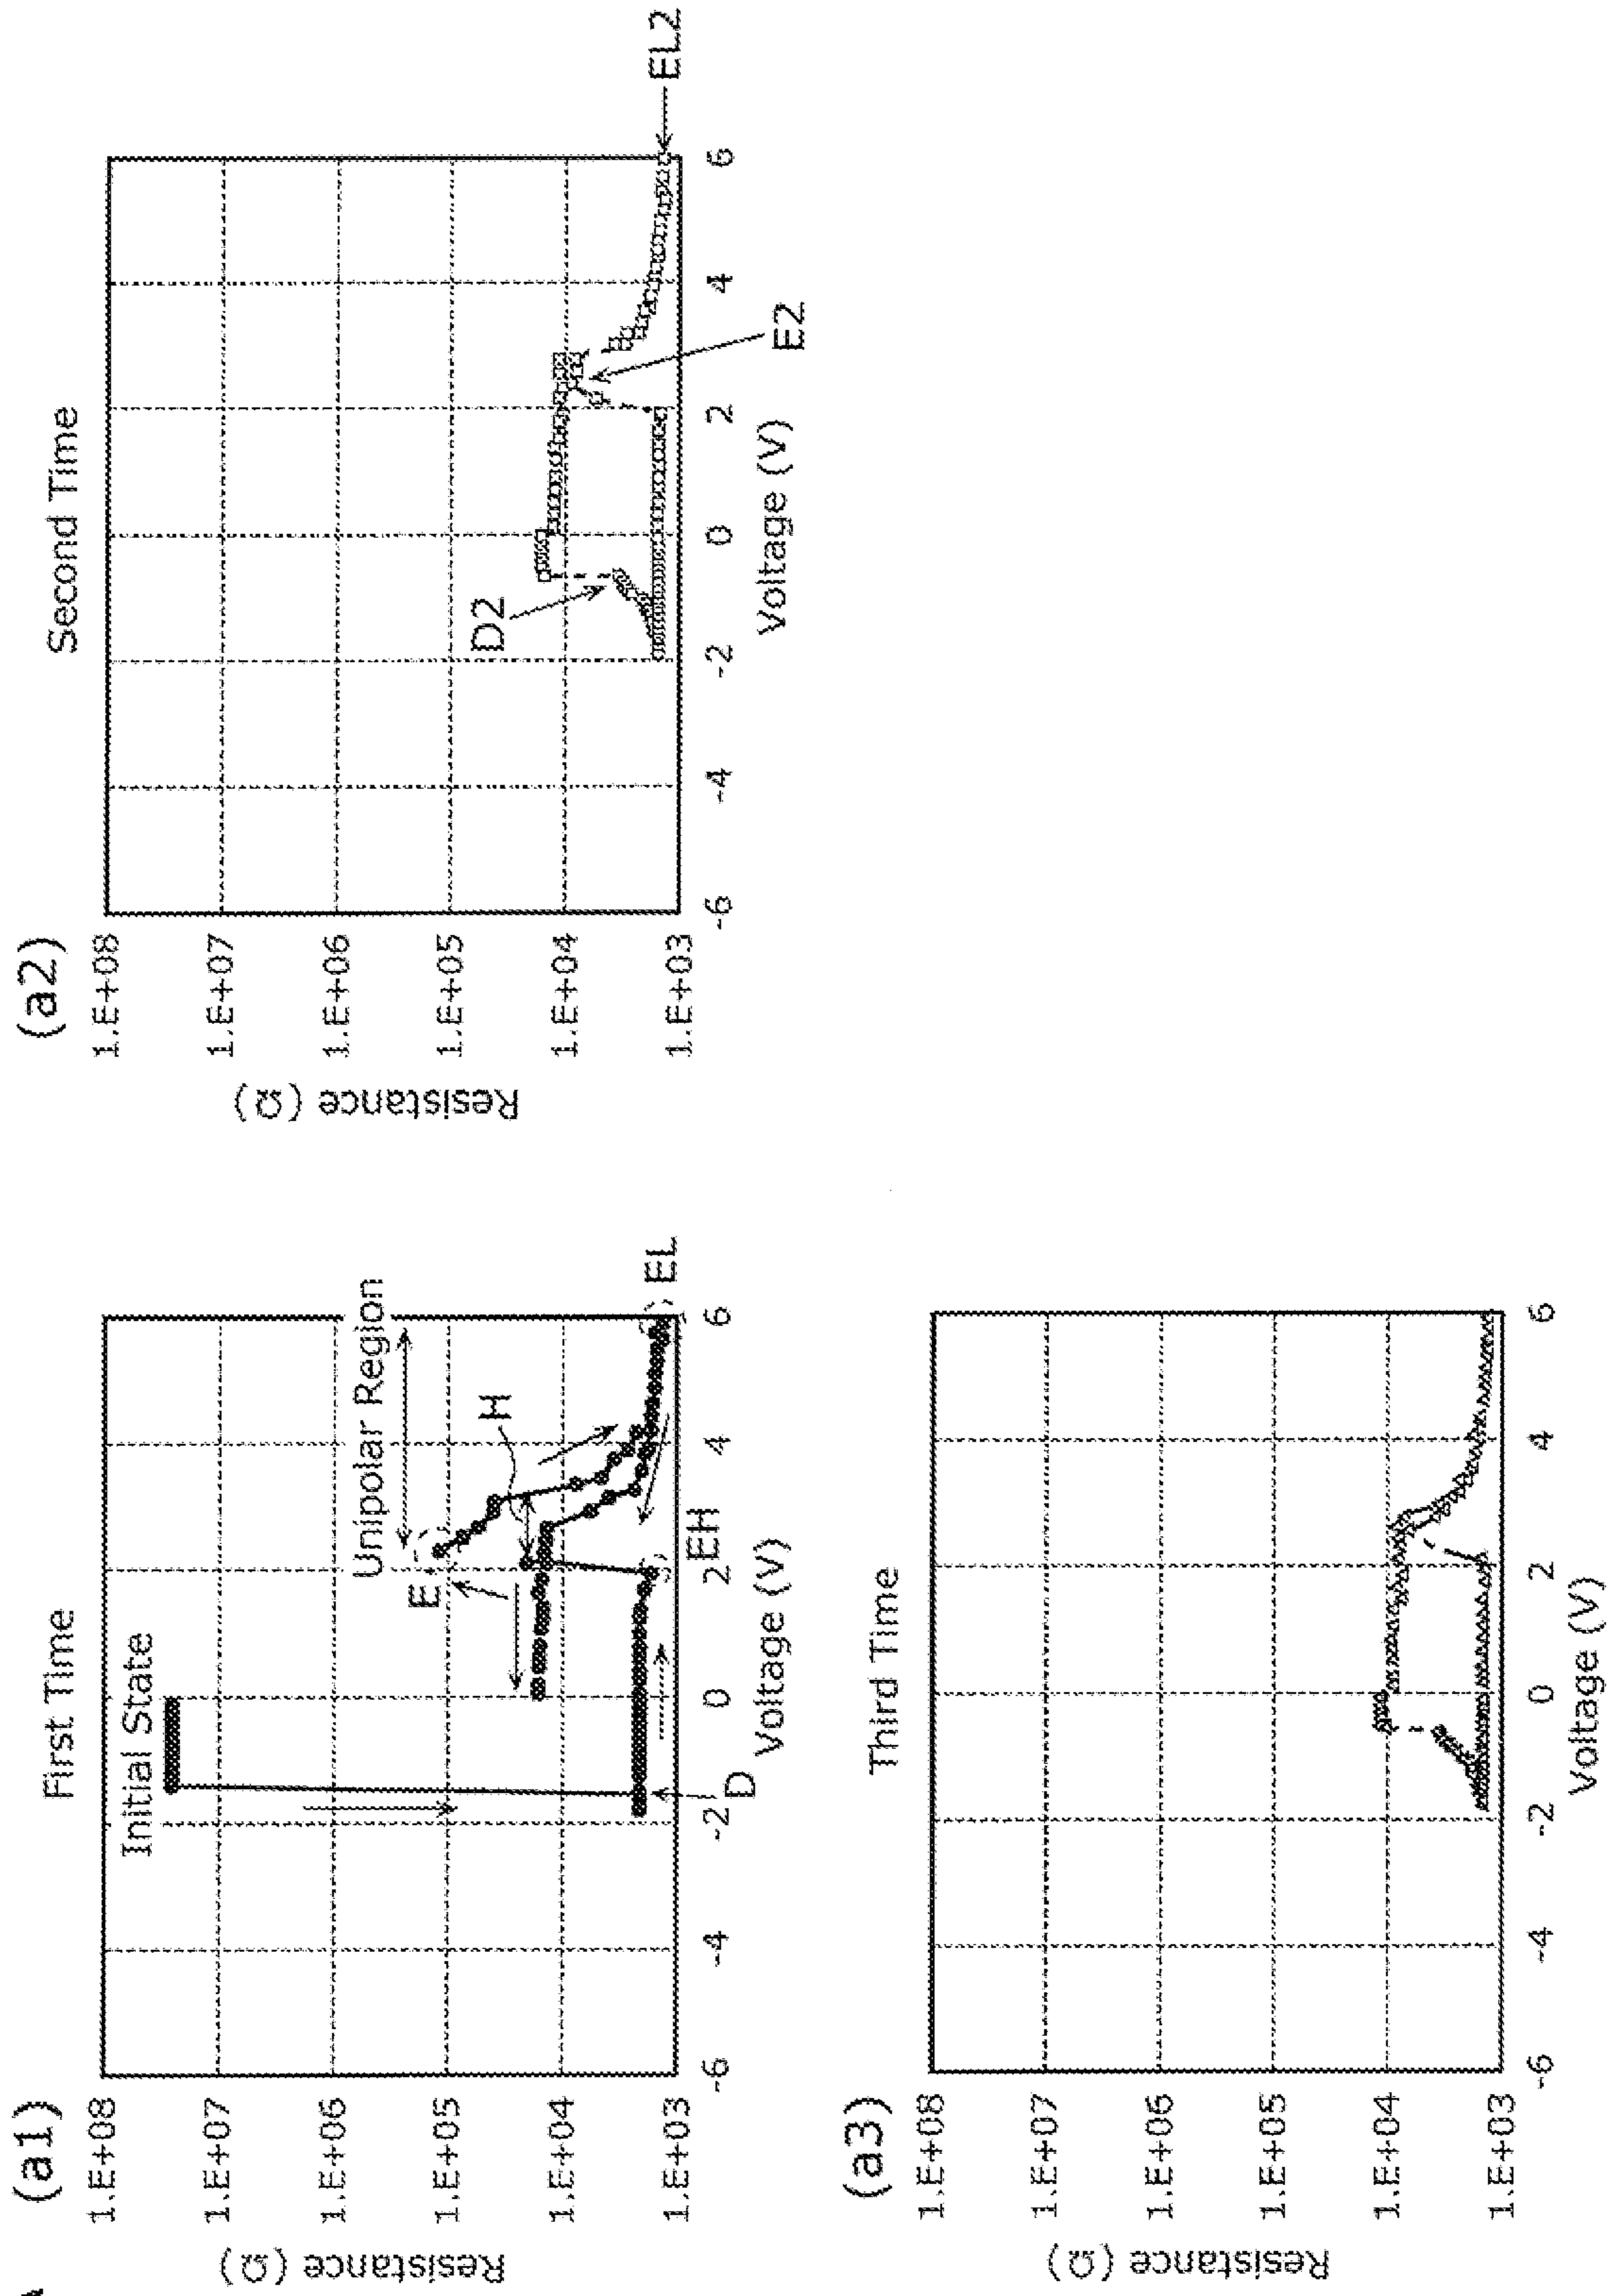 (a1)
First Time
Resistance (Ω)
1.E+08
1.E+07
1.E+06
1.E+05
1.E+04
1.E+03
Initial State
Unipolar Region
E
H
EL
EH
D
-6
-4
-2
0
2
4
6
Voltage (V)
(a2)
Second Time
Resistance (Ω)
1.E+08
1.E+07
1.E+06
1.E+05
1.E+04
1.E+03
D2
E2
EL2
-6
-4
-2
0
2
4
6
Voltage (V)
(a3)
Third Time
Resistance (Ω)
1.E+08
1.E+07
1.E+06
1.E+05
1.E+04
1.E+03
-6
-4
-2
0
2
4
6
Voltage (V)